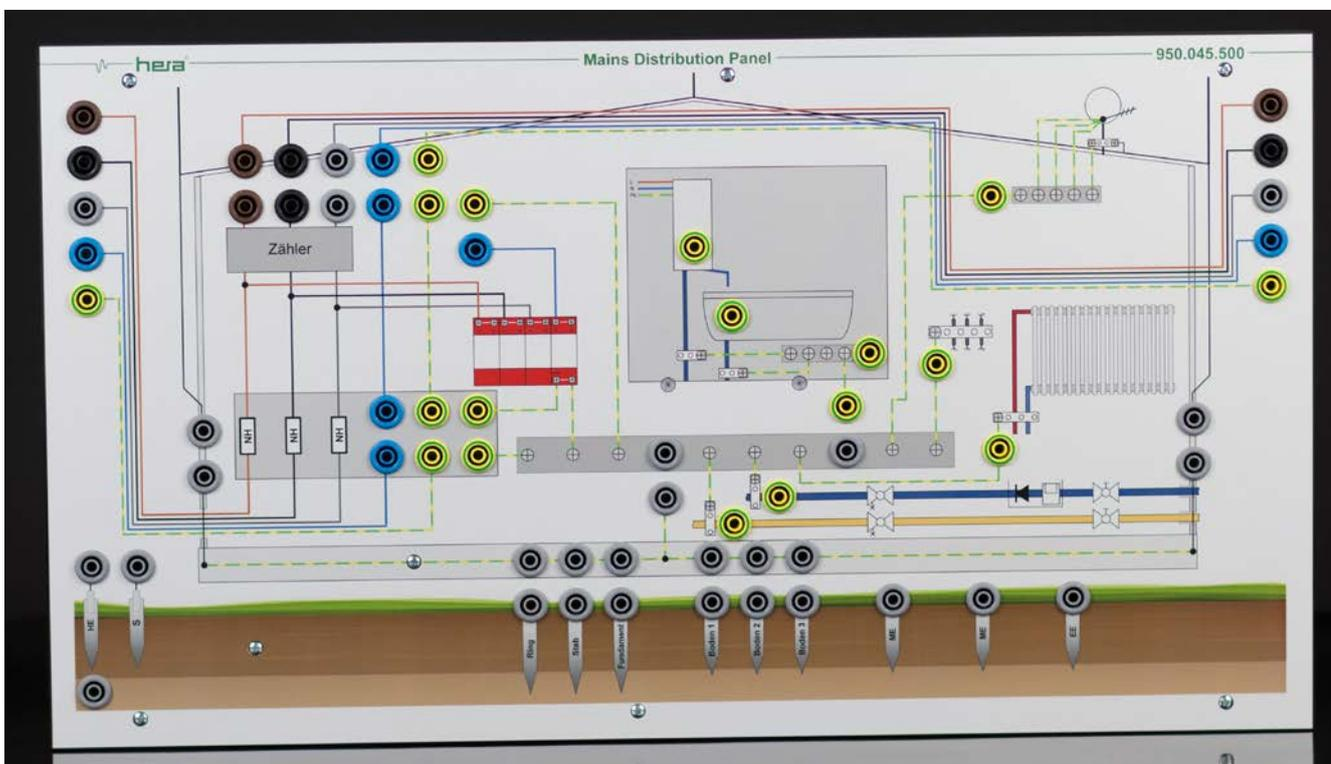 hera
Mains Distribution Panel
950.045.500
L
N
PE
Zähler
NH
NH
NH
HE
S
Ring
Stab
Fundament
Boden 1
Boden 2
Boden 3
ME
ME
EE